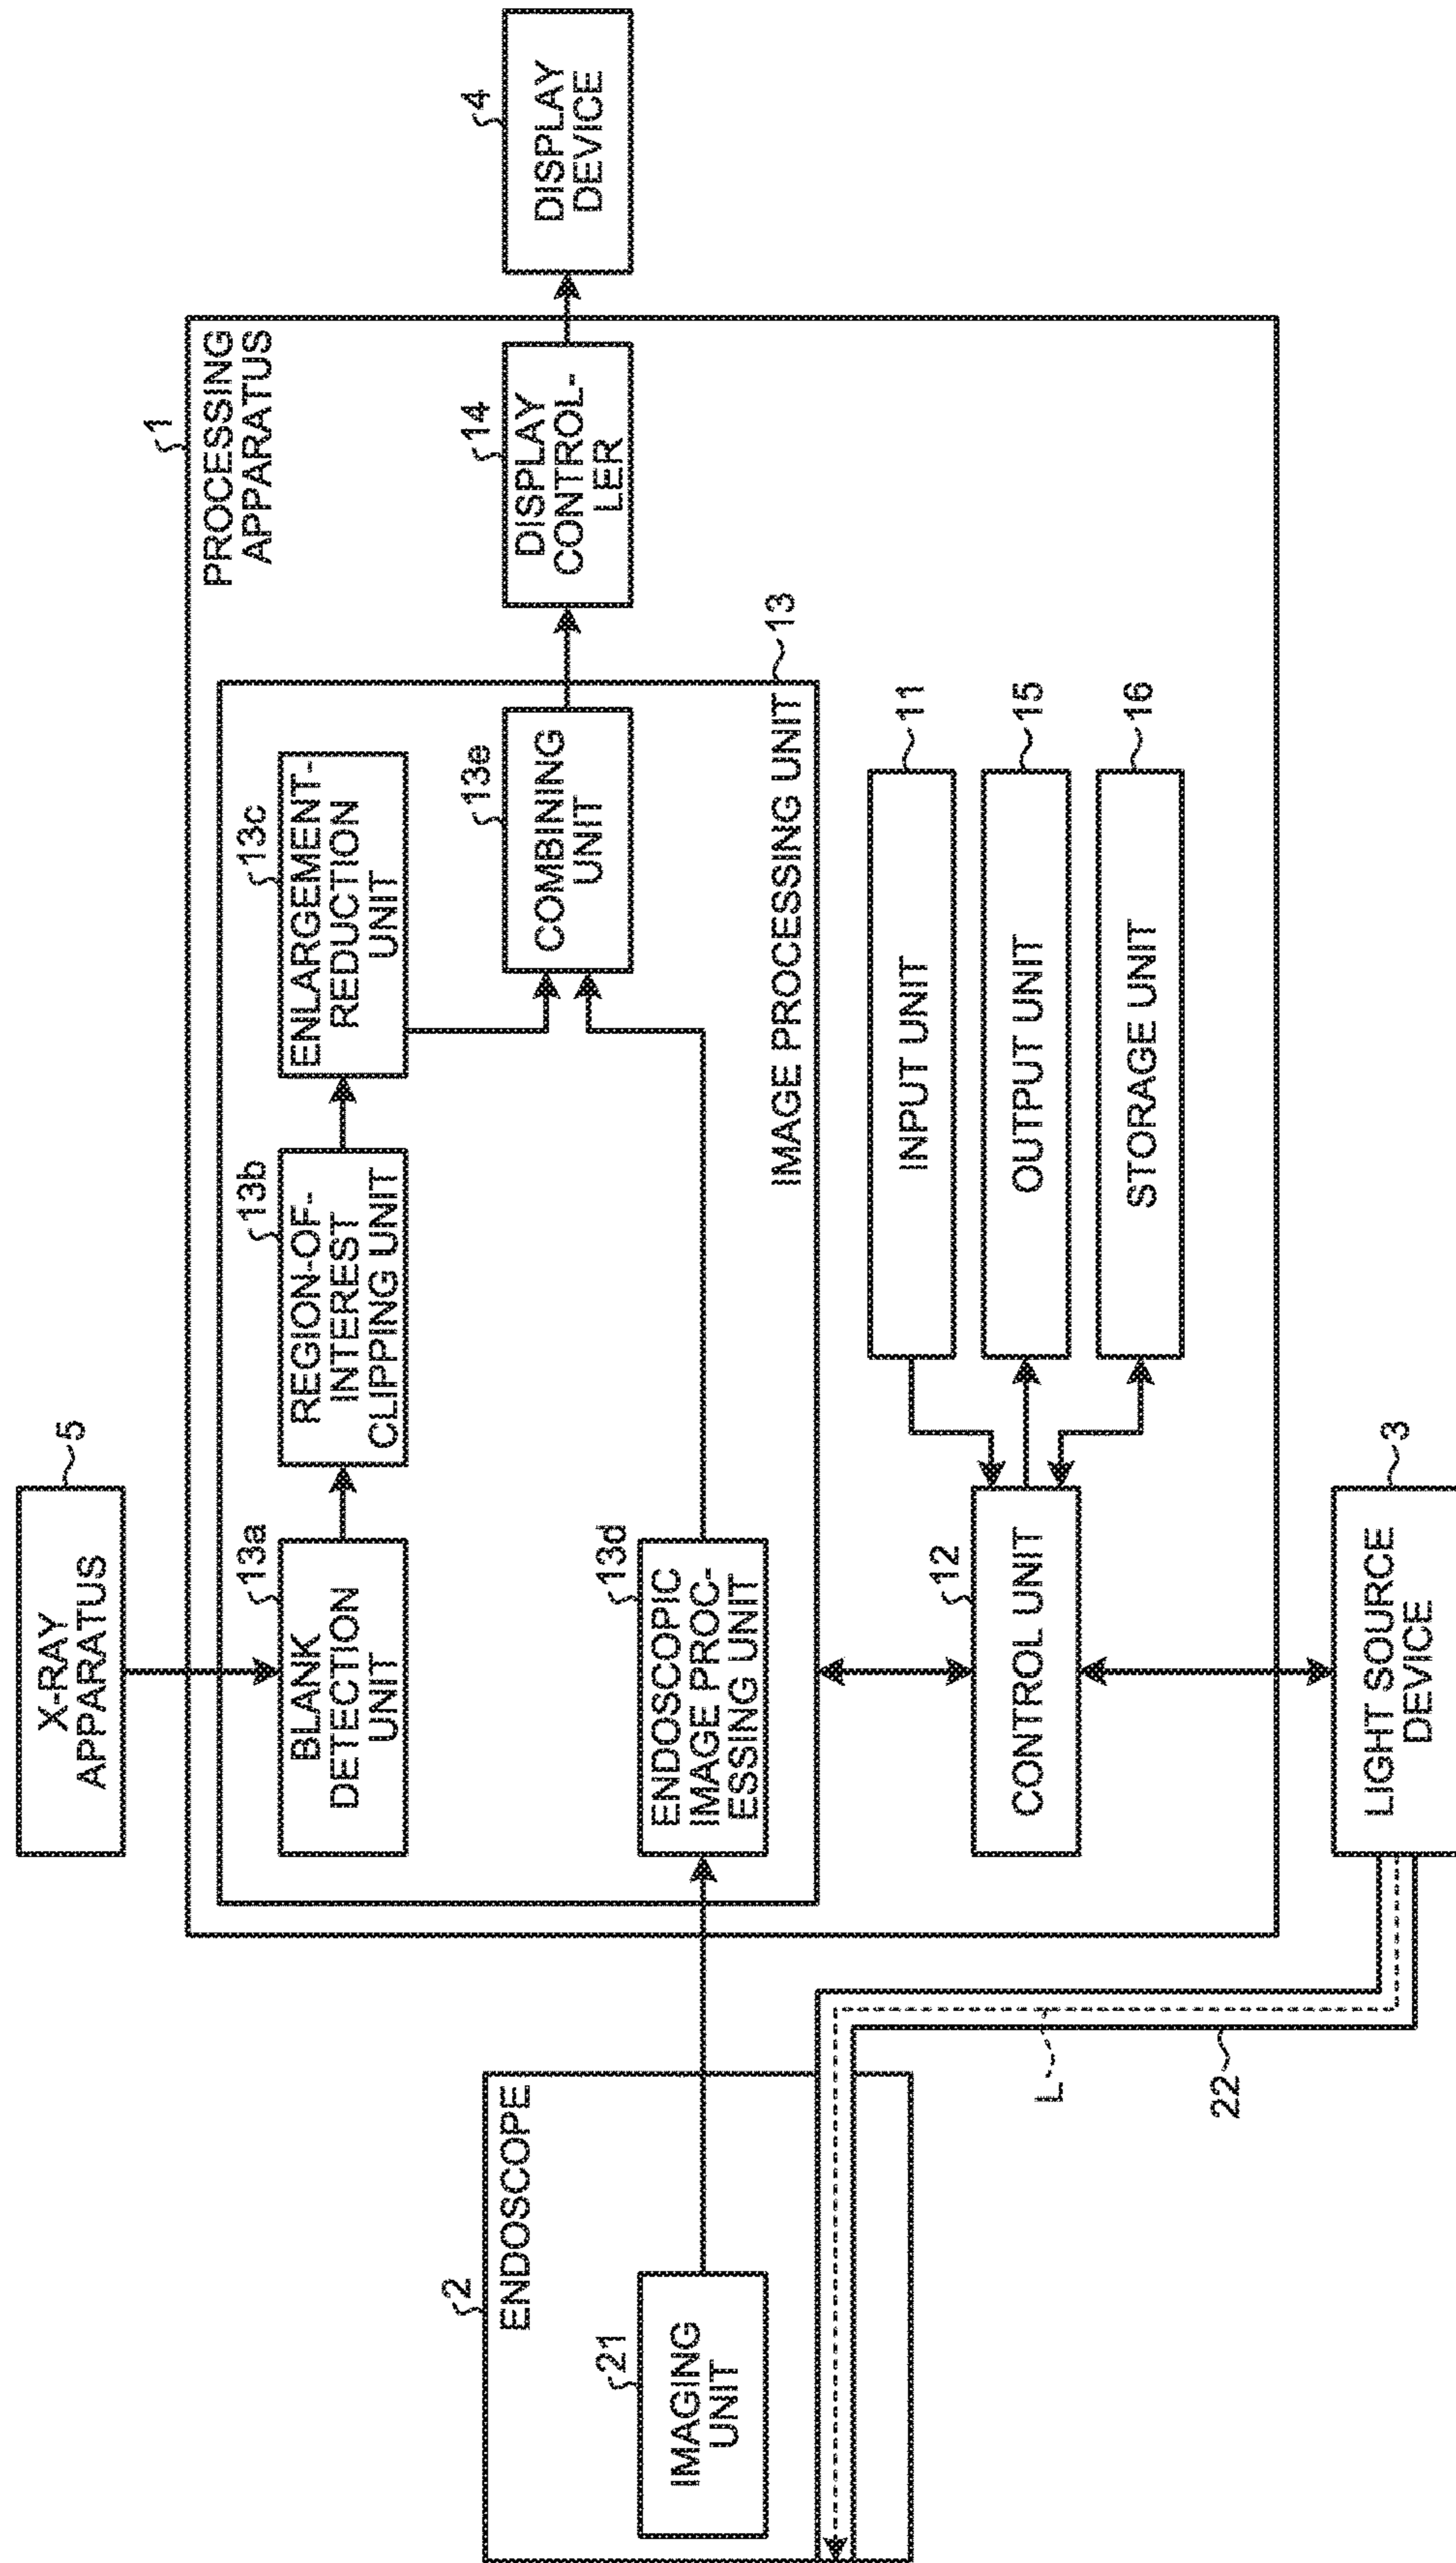 X-RAY
APPARATUS
5
1
PROCESSING
APPARATUS
13a
BLANK
DETECTION
UNIT
13b
REGION-OF-
INTEREST
CLIPPING UNIT
13c
ENLARGEMENT-
REDUCTION
UNIT
2
ENDOSCOPE
21
IMAGING
UNIT
13d
ENDOSCOPIC
IMAGE PROC-
ESSING UNIT
13e
COMBINING
UNIT
14
DISPLAY
CONTROL-
LER
4
DISPLAY
DEVICE
IMAGE PROCESSING UNIT
13
12
CONTROL UNIT
INPUT UNIT
11
OUTPUT UNIT
15
STORAGE UNIT
16
L
22
LIGHT SOURCE
DEVICE
3